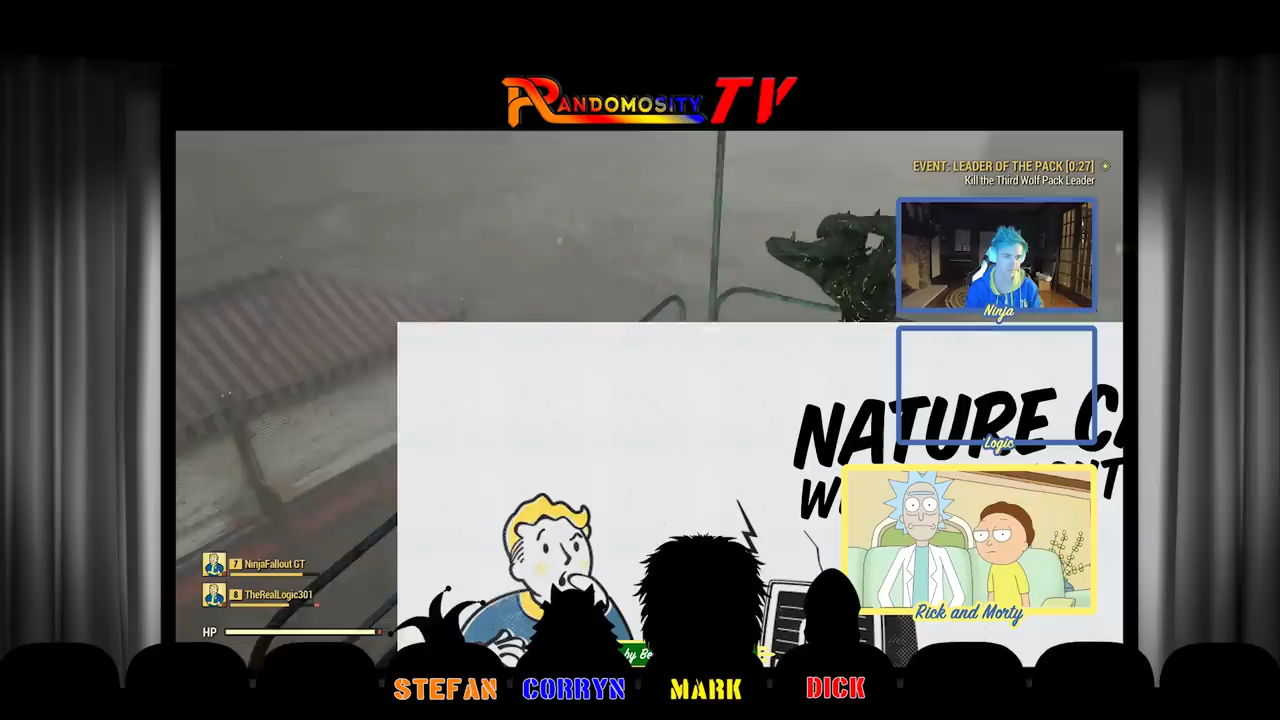 RANDOMOSITY TV
EVENT: LEADER OF THE PACK [0:27]
Kill the Third Wolf Pack Leader
Ninja
NATURE
Logic
Rick and Morty
7 NinjaFallout GT
8 TheRealLogic301
HP
by
STEFAN CORRYN MARK DICK